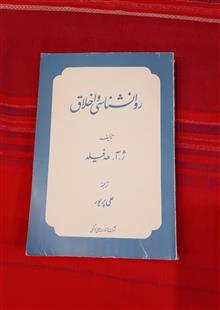 روانشناسی و اخلاق
تألیف
ژ. آ. هدفیلد
ترجمه
علی پریور